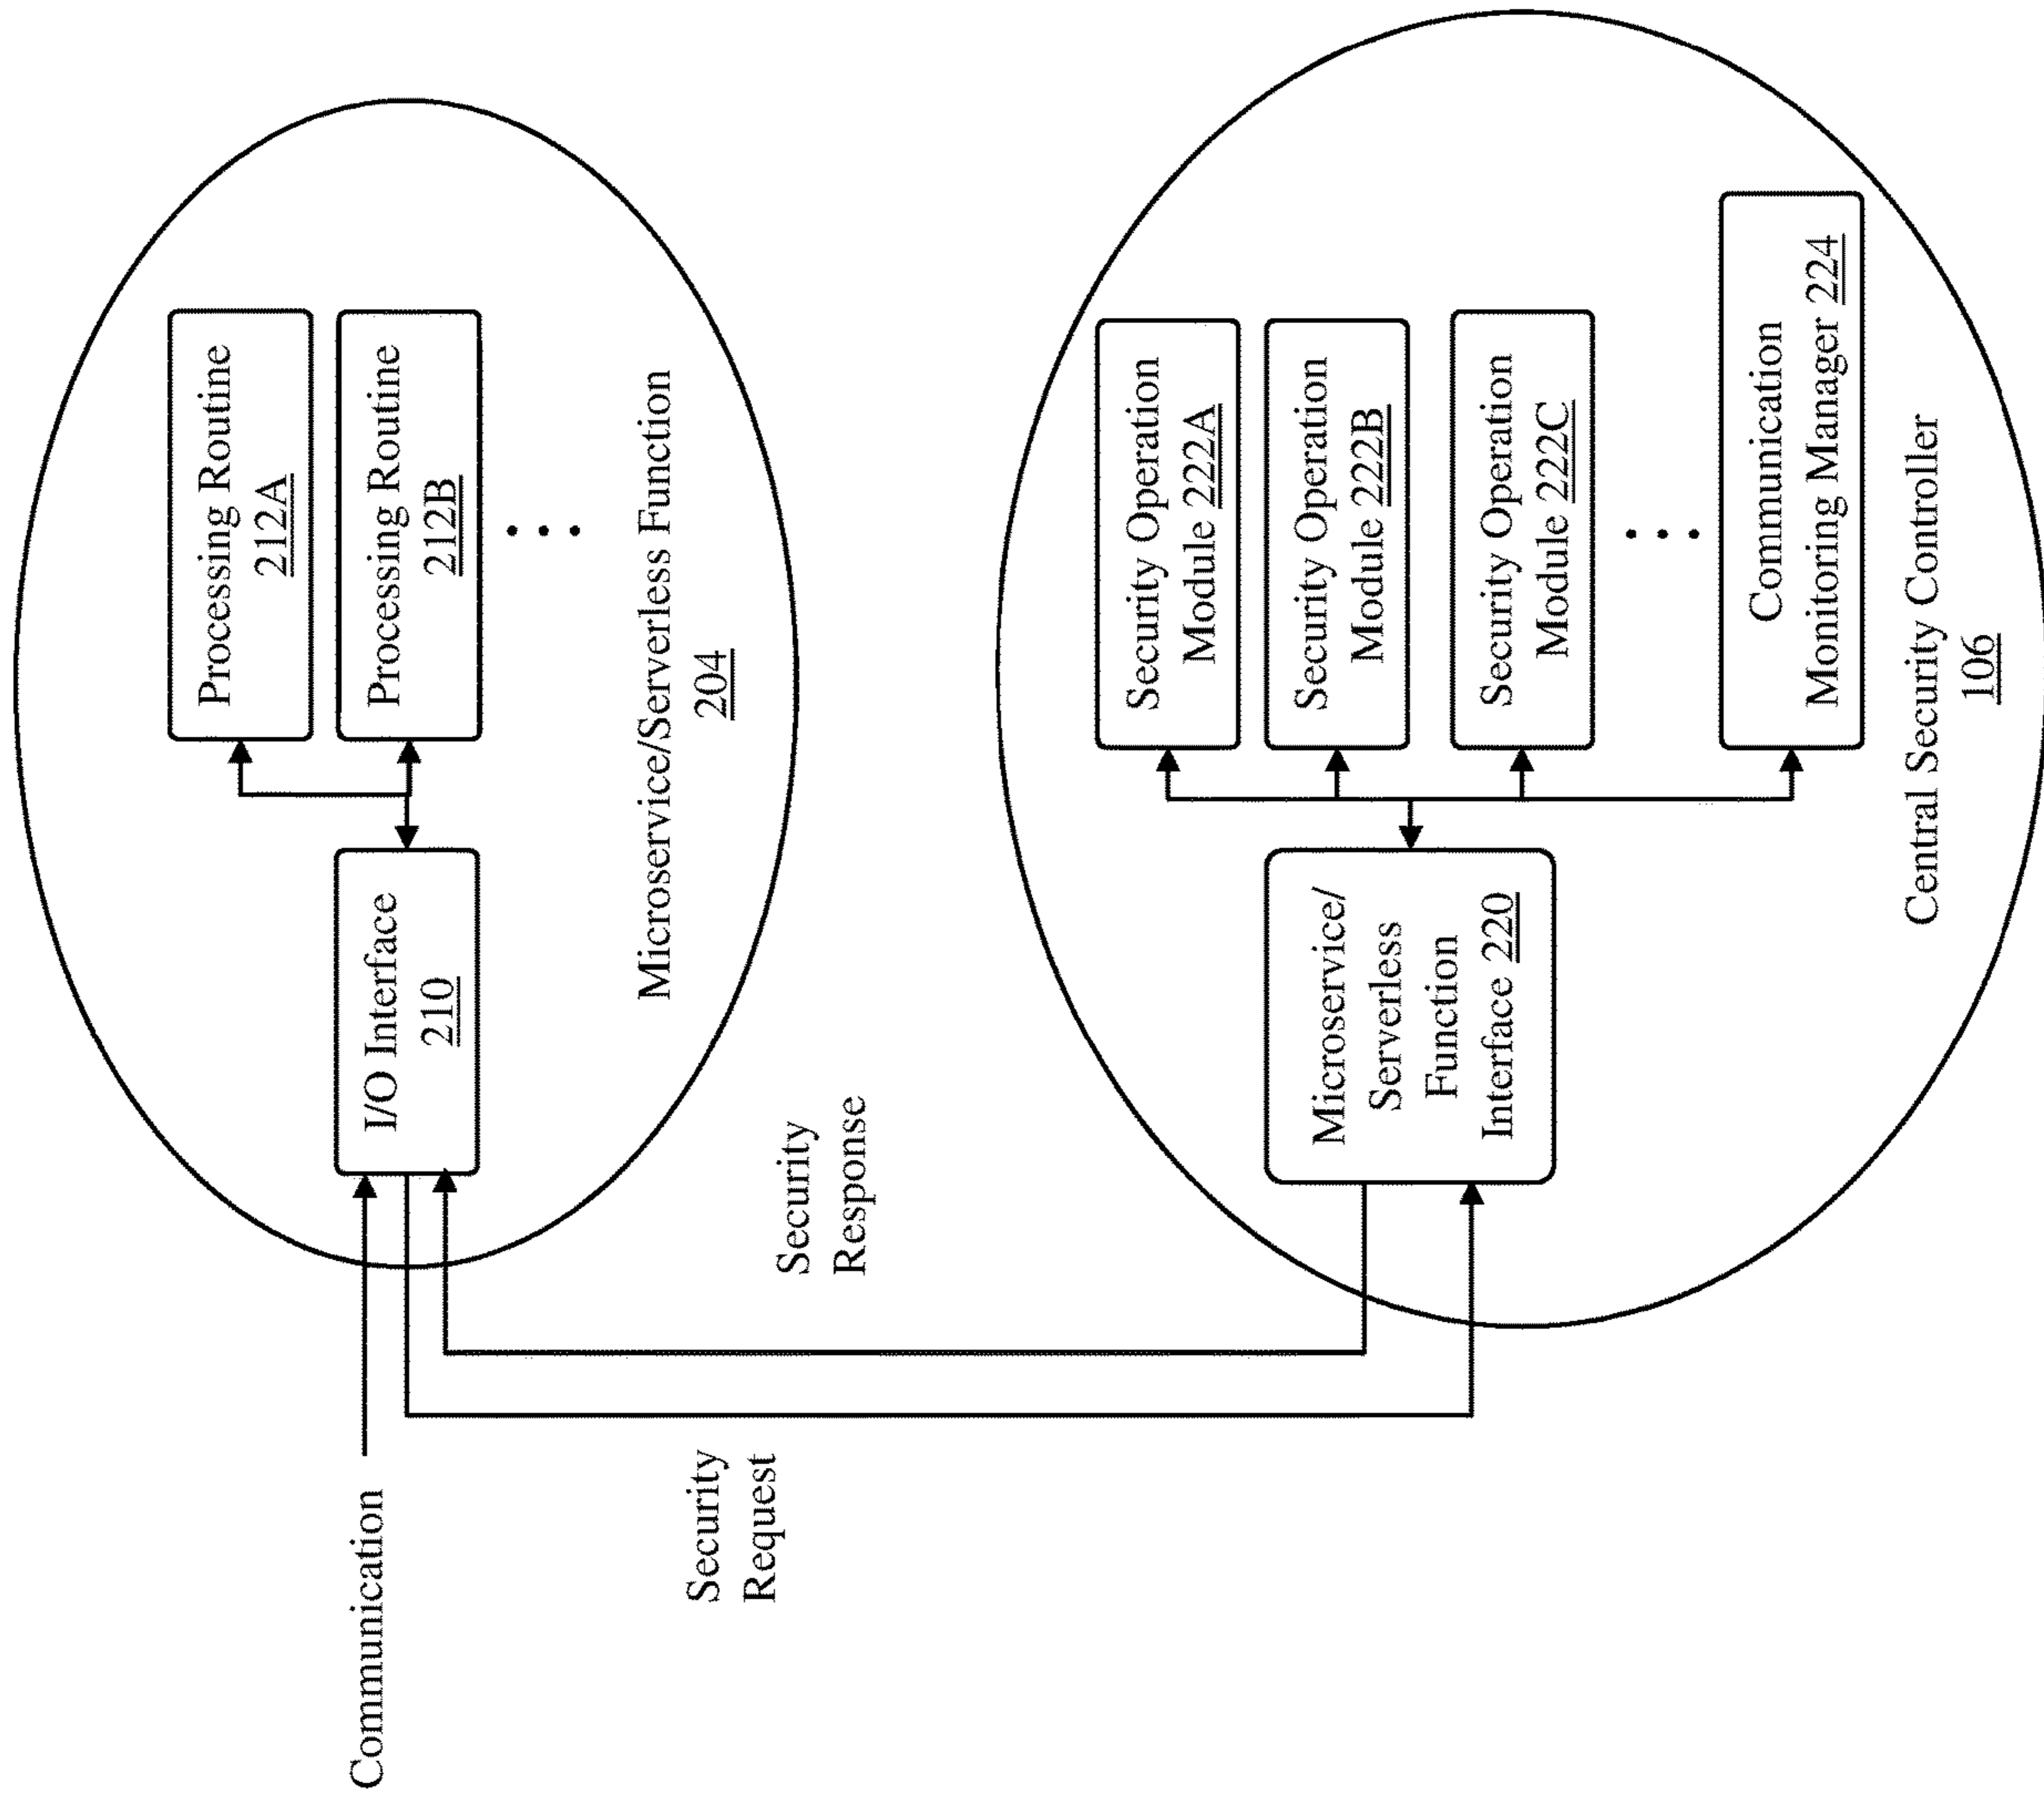 Communication
I/O Interface
210
Processing Routine
212A
Processing Routine
212B
Microservice/Serverless Function
204
Security
Request
Security
Response
Microservice/
Serverless
Function
Interface 220
Security Operation
Module 222A
Security Operation
Module 222B
Security Operation
Module 222C
Communication
Monitoring Manager 224
Central Security Controller
106